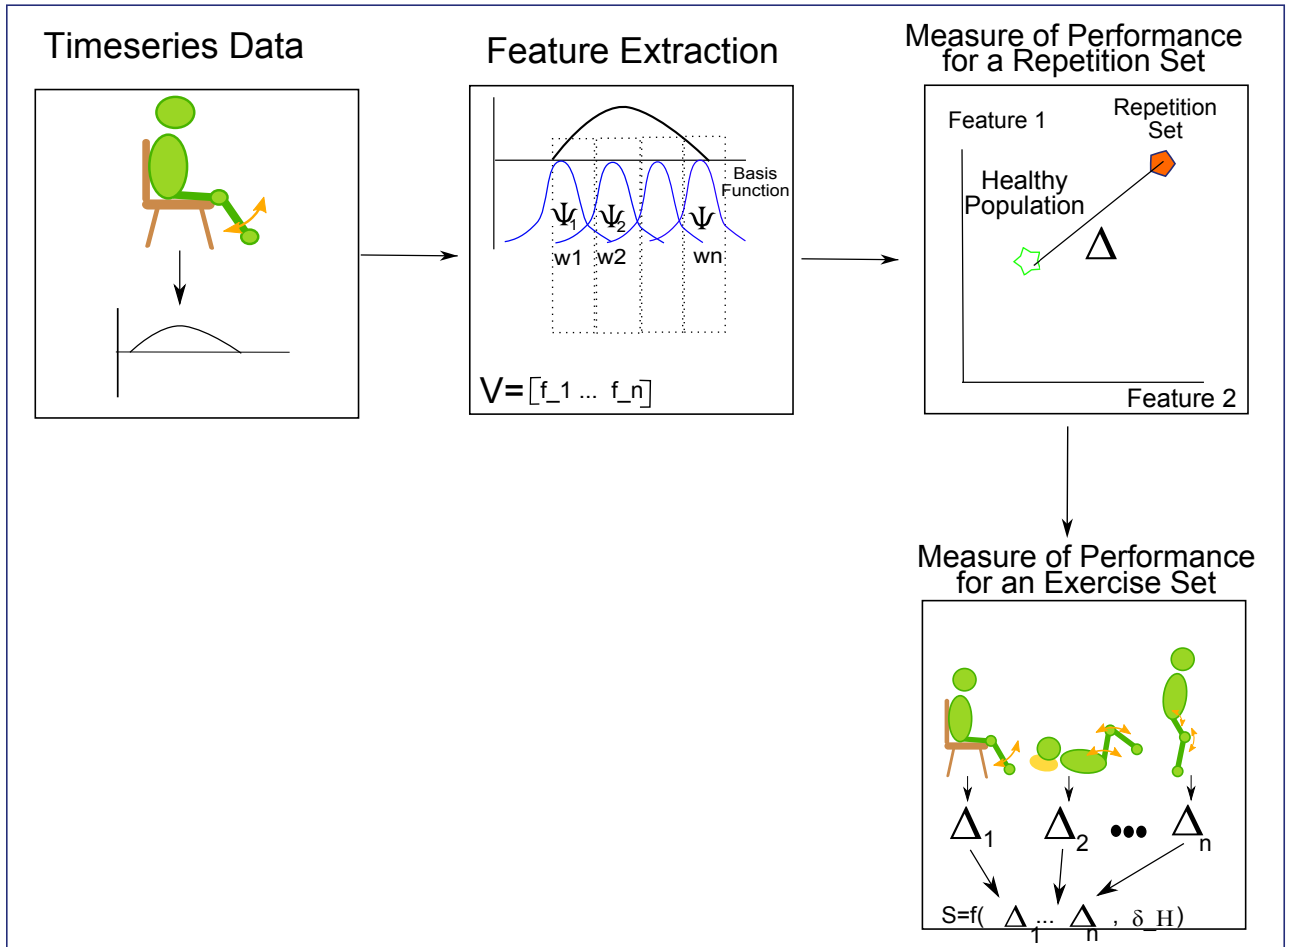 Timeseries Data
Feature Extraction
Basis
Function
Ψ1 Ψ2 Ψ
w1 w2 wn
V=[f_1 ... f_n]
Measure of Performance
for a Repetition Set
Repetition
Set
Feature 1
Healthy
Population
Δ
Feature 2
Measure of Performance
for an Exercise Set
Δ1 Δ2 ... Δn
S=f( Δ1... Δn , δ_H)